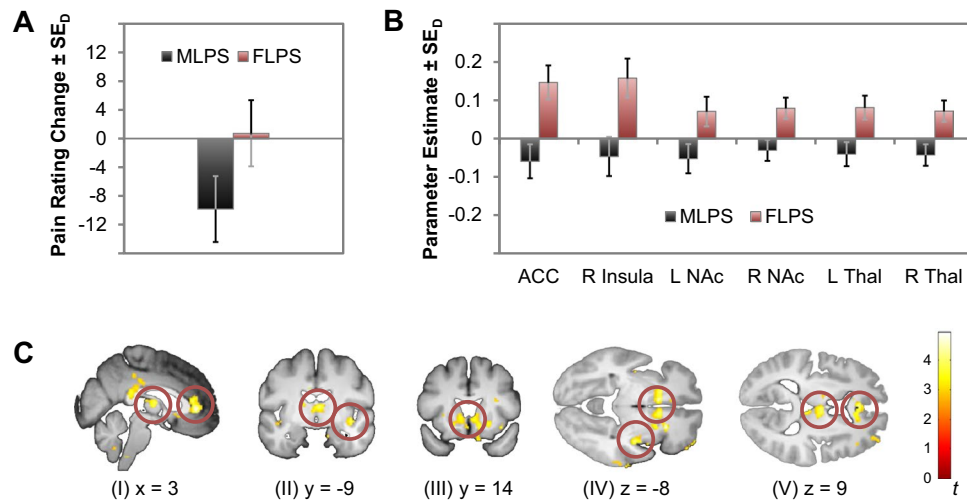 A
Pain Rating Change ± SE_D
12
8
4
0
-4
-8
-12
MLPS FLPS
B
Parameter Estimate ± SE_D
0.2
0.1
0
-0.1
-0.2
MLPS FLPS
ACC R Insula L NAc R NAc L Thal R Thal
C
4
3
2
1
0
t
(I) x = 3 (II) y = -9 (III) y = 14 (IV) z = -8 (V) z = 9